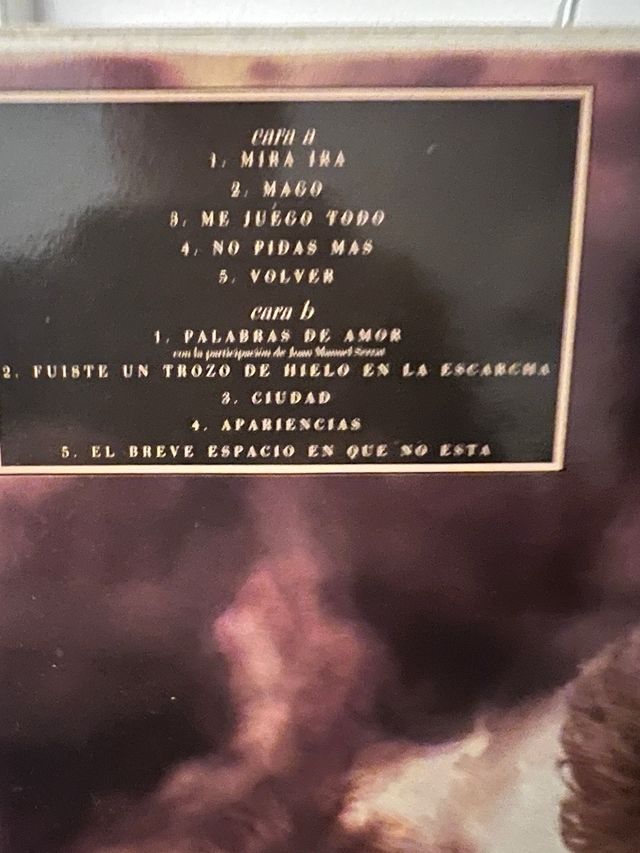 cara a
1. MIRA IRA
2. MAGO
3. ME JUÉGO TODO
4. NO PIDAS MAS
5. VOLVER
cara b
1. PALABRAS DE AMOR
con la participación de Joan Manuel Serrat
2. FUISTE UN TROZO DE HIELO EN LA ESCARCHA
3. CIUDAD
4. APARIENCIAS
5. EL BREVE ESPACIO EN QUE NO ESTA